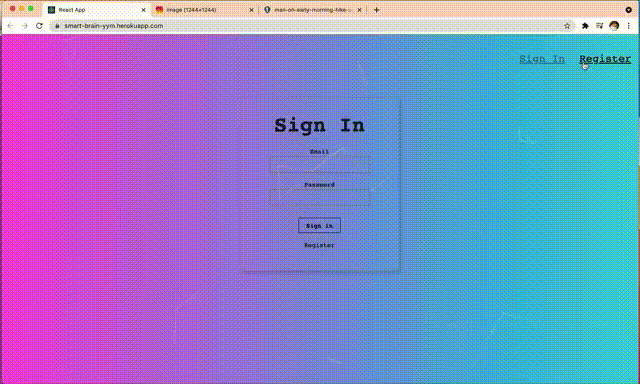 React App
image (1244×1244)
man-on-early-morning-hike-
smart-brain-yym.herokuapp.com
Sign In
Register
Sign In
Email
Password
Sign in
Register